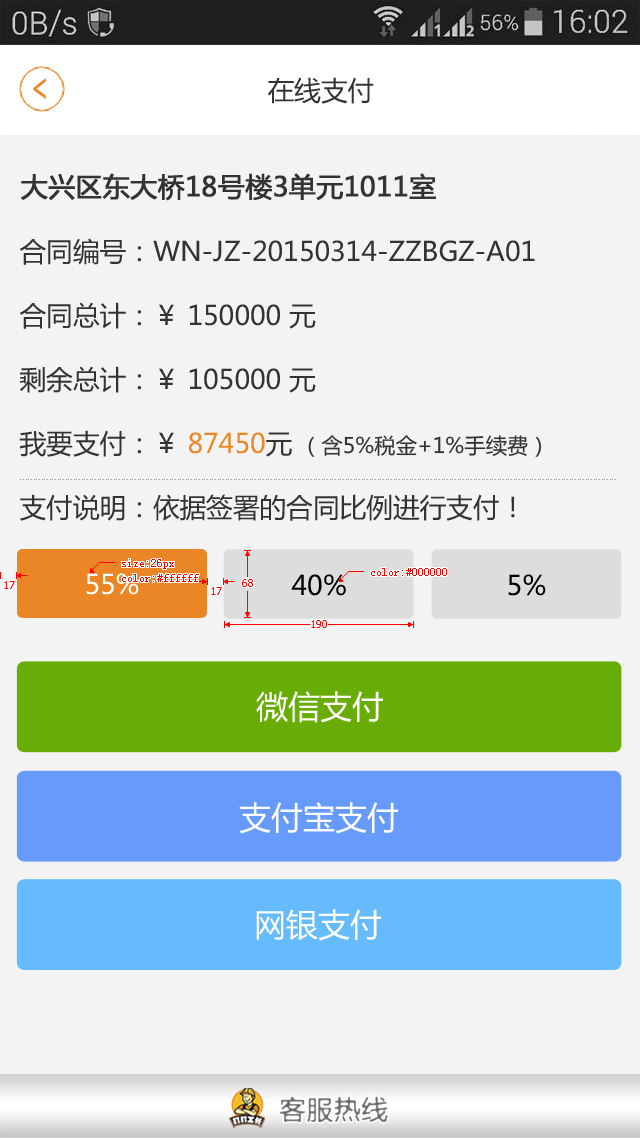 0B/s 1 2 56% 16:02
在线支付
大兴区东大桥18号楼3单元1011室
合同编号：WN-JZ-20150314-ZZBGZ-A01
合同总计：¥ 150000 元
剩余总计：¥ 105000 元
我要支付：¥ 87450元（含5%税金+1%手续费）
支付说明：依据签署的合同比例进行支付！
size:26px
color:#ffffff
color:#000000
17 55% 17 68 40% 5%
190
微信支付
支付宝支付
网银支付
客服热线